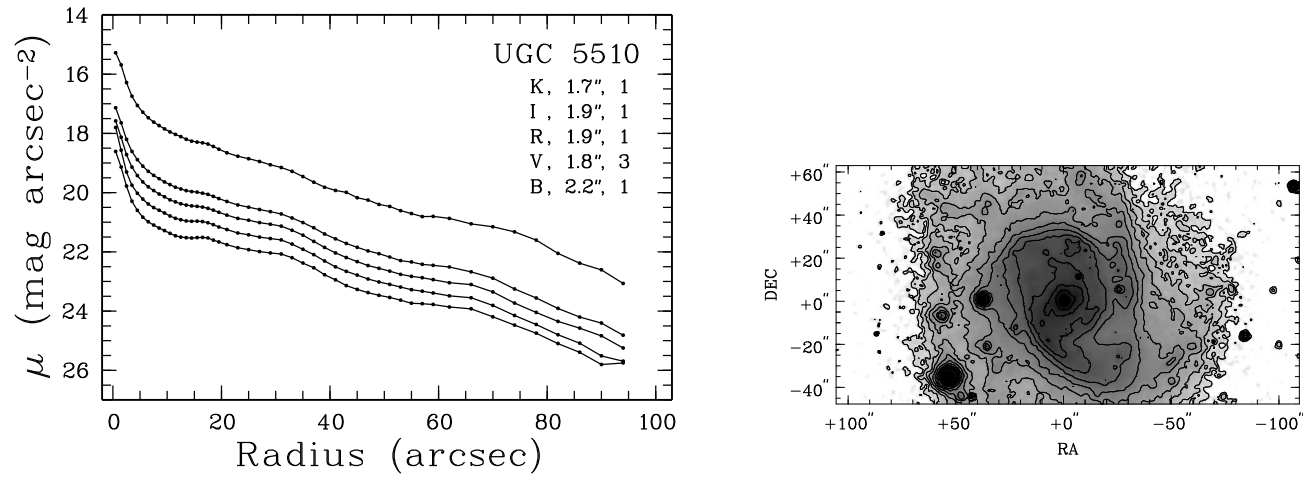 14
16
18
20
22
24
26
μ (mag arcsec⁻²)
UGC 5510
K, 1.7″, 1
I, 1.9″, 1
R, 1.9″, 1
V, 1.8″, 3
B, 2.2″, 1
0 20 40 60 80 100
Radius (arcsec)
+60″
+40″
+20″
+0″
−20″
−40″
DEC
+100″ +50″ +0″ −50″ −100″
RA